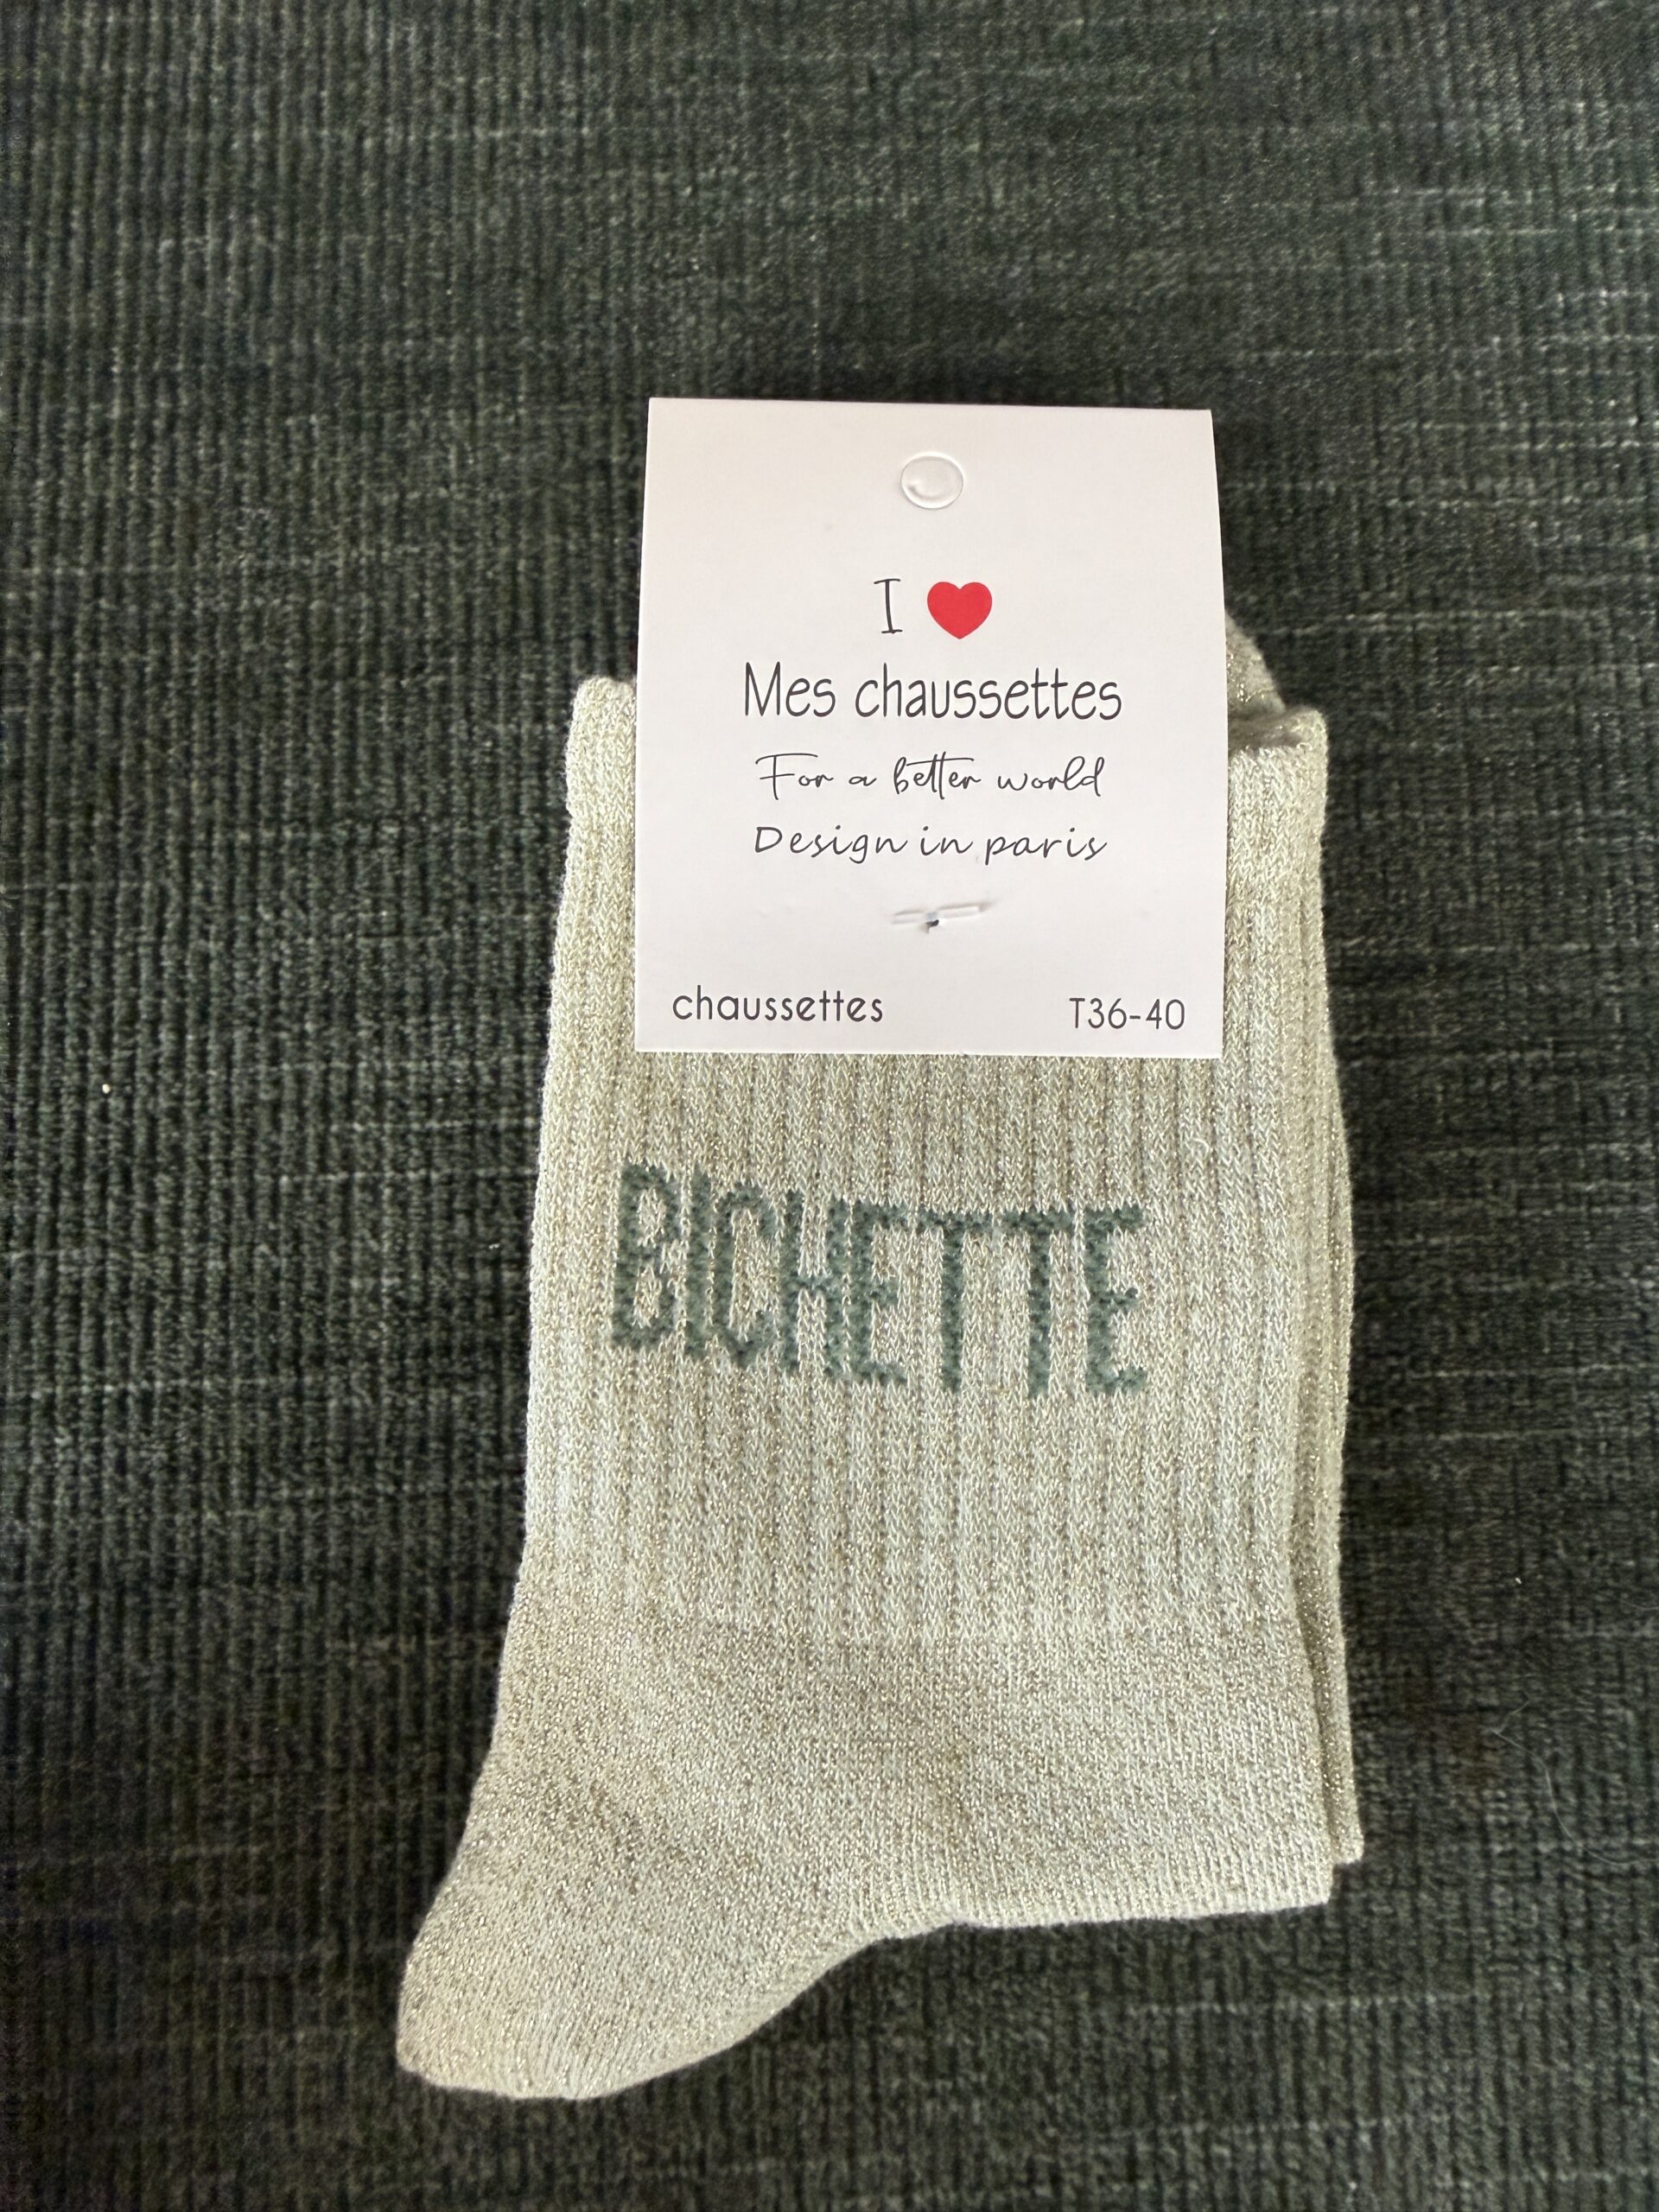 I ❤
Mes chaussettes
For a better world
Design in paris
chaussettes T36-40
BICHETTE